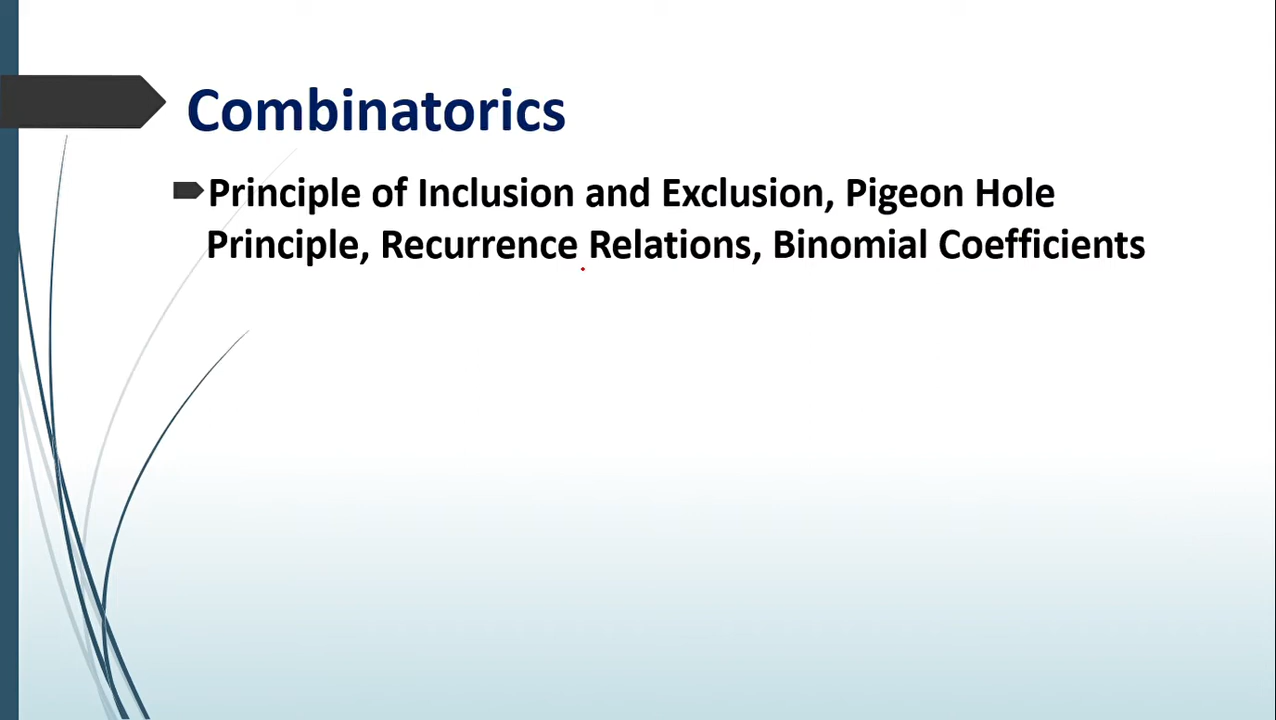 Combinatorics
Principle of Inclusion and Exclusion, Pigeon Hole
Principle, Recurrence Relations, Binomial Coefficients